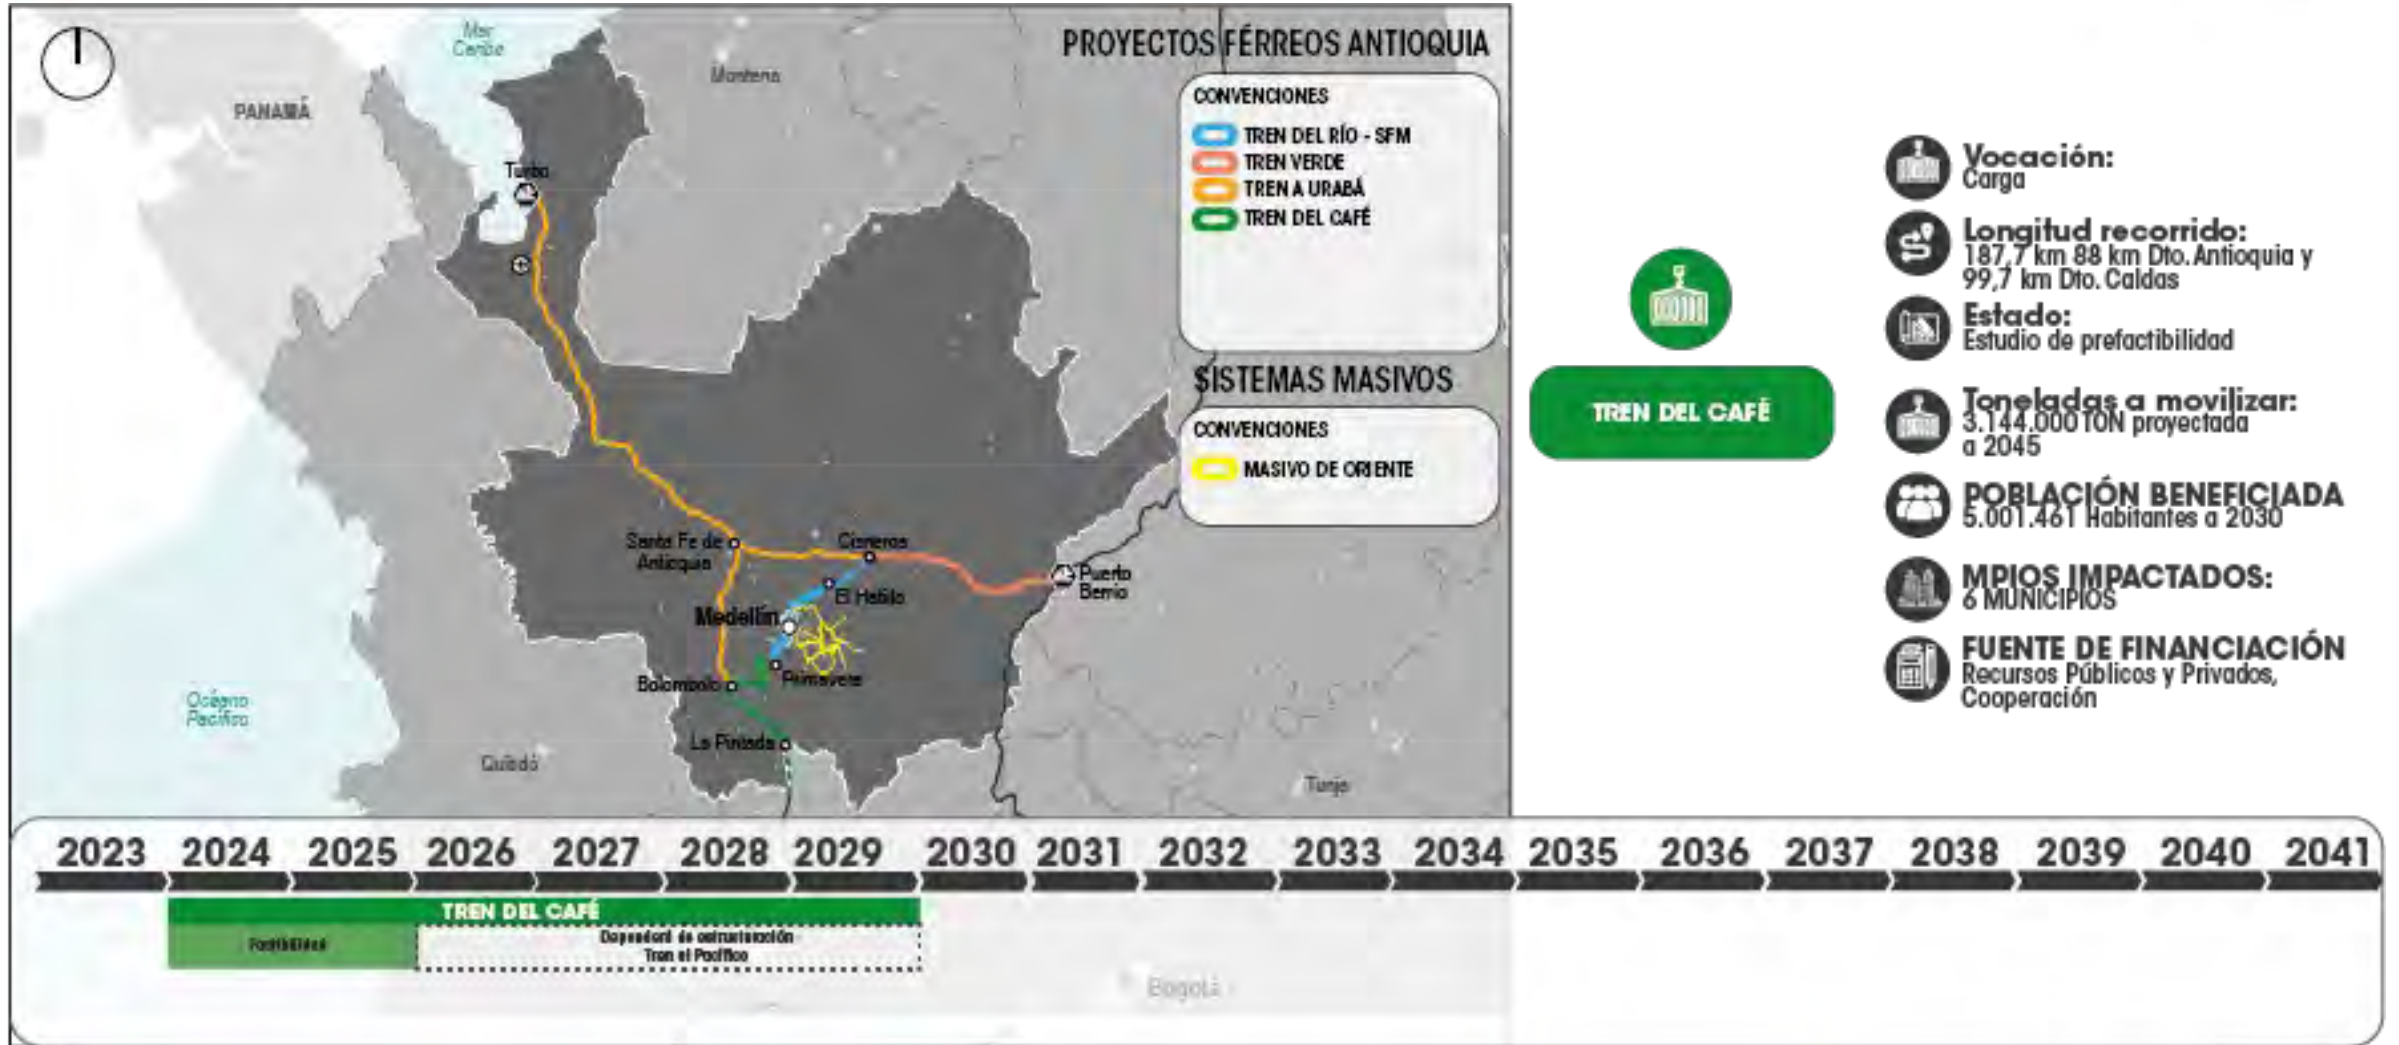 PROYECTOS FÉRREOS ANTIOQUIA
CONVENCIONES
TREN DEL RÍO - SFM
TREN VERDE
TREN A URABÁ
TREN DEL CAFÉ
SISTEMAS MASIVOS
CONVENCIONES
MASIVO DE ORIENTE
Mar
Caribe
PANAMÁ
Montería
Turbo
Santa Fe de
Antioquia
Cisneros
El Hatillo
Puerto
Berrío
Medellín
Primavera
Bolombolo
La Pintada
Océano
Pacífico
Quibdó
Tunja
Bogotá
TREN DEL CAFÉ
Vocación:
Carga
Longitud recorrido:
187,7 km 88 km Dto. Antioquia y
99,7 km Dto. Caldas
Estado:
Estudio de prefactibilidad
Toneladas a movilizar:
3.144.000 TON proyectada
a 2045
POBLACIÓN BENEFICIADA
5.001.461 Habitantes a 2030
MPIOS IMPACTADOS:
6 MUNICIPIOS
FUENTE DE FINANCIACIÓN
Recursos Públicos y Privados,
Cooperación
2023 2024 2025 2026 2027 2028 2029 2030 2031 2032 2033 2034 2035 2036 2037 2038 2039 2040 2041
TREN DEL CAFÉ
Factibilidad
Dependerá de estructuración
Tren el Pacífico